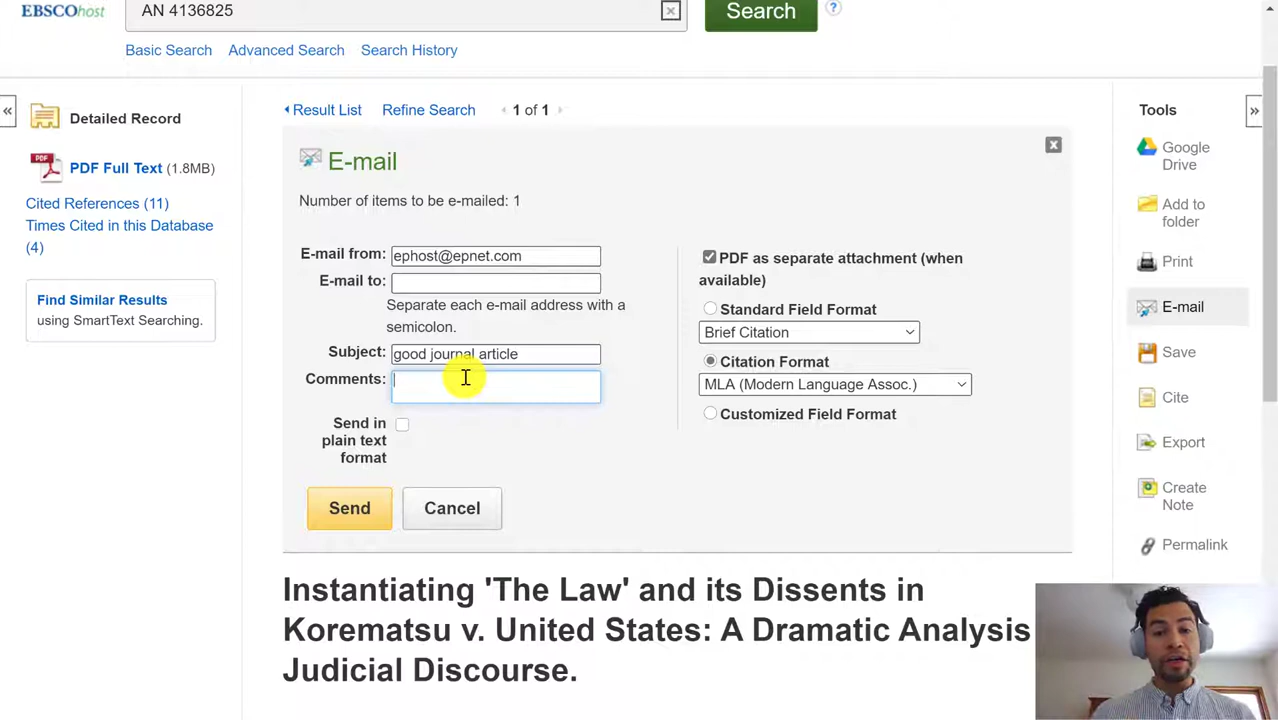 EBSCOhost
AN 4136825
Search
?
Basic Search Advanced Search Search History
«
Detailed Record
PDF
PDF Full Text (1.8MB)
Cited References (11)
Times Cited in this Database
(4)
Find Similar Results
using SmartText Searching.
Result List Refine Search 1 of 1
E-mail
Number of items to be e-mailed: 1
E-mail from: ephost@epnet.com
E-mail to:
Separate each e-mail address with a
semicolon.
Subject: good journal article
Comments:
Send in
plain text
format
Send Cancel
PDF as separate attachment (when
available)
Standard Field Format
Brief Citation
Citation Format
MLA (Modern Language Assoc.)
Customized Field Format
Instantiating 'The Law' and its Dissents in
Korematsu v. United States: A Dramatic Analysis
Judicial Discourse.
Tools
»
Google
Drive
Add to
folder
Print
E-mail
Save
Cite
Export
Create
Note
Permalink